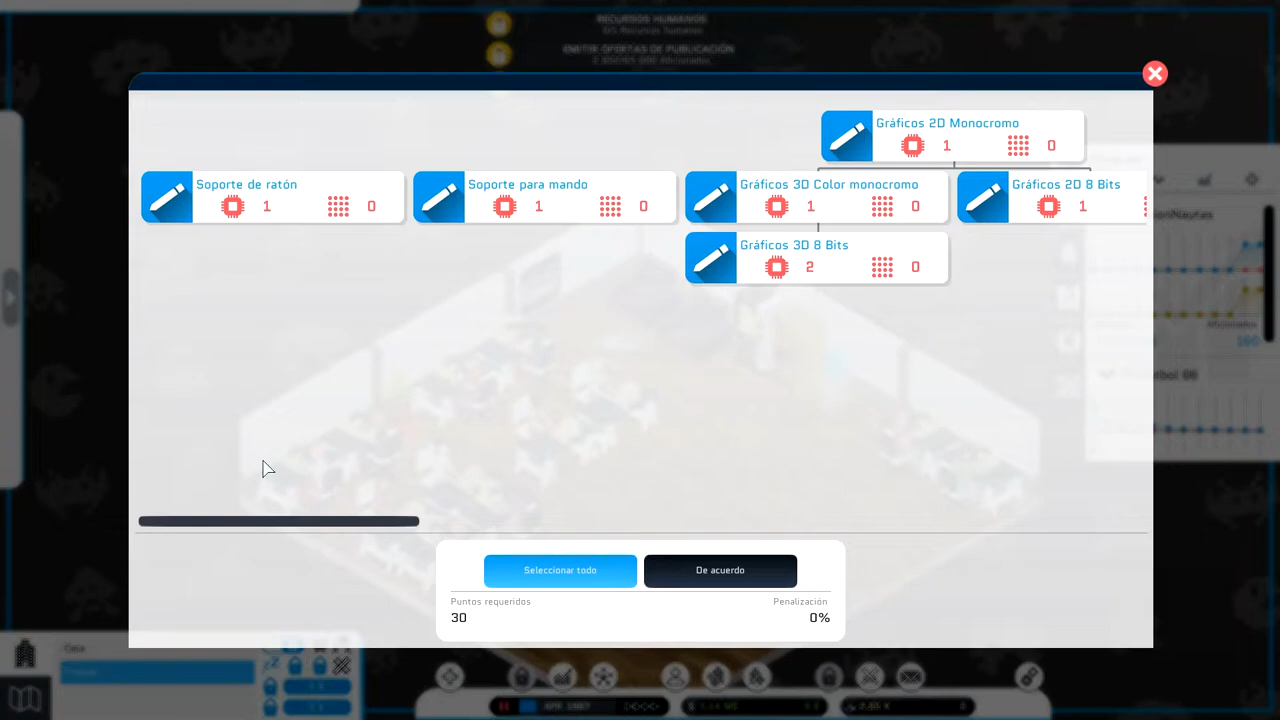 RECURSOS HUMANOS
Gráficos 2D Monocromo
1 0
Soporte de ratón
1 0
Soporte para mando
1 0
Gráficos 3D Color monocromo
1 0
Gráficos 2D 8 Bits
1
Gráficos 3D 8 Bits
2 0
Seleccionar todo
De acuerdo
Puntos requeridos
Penalización
30
0%